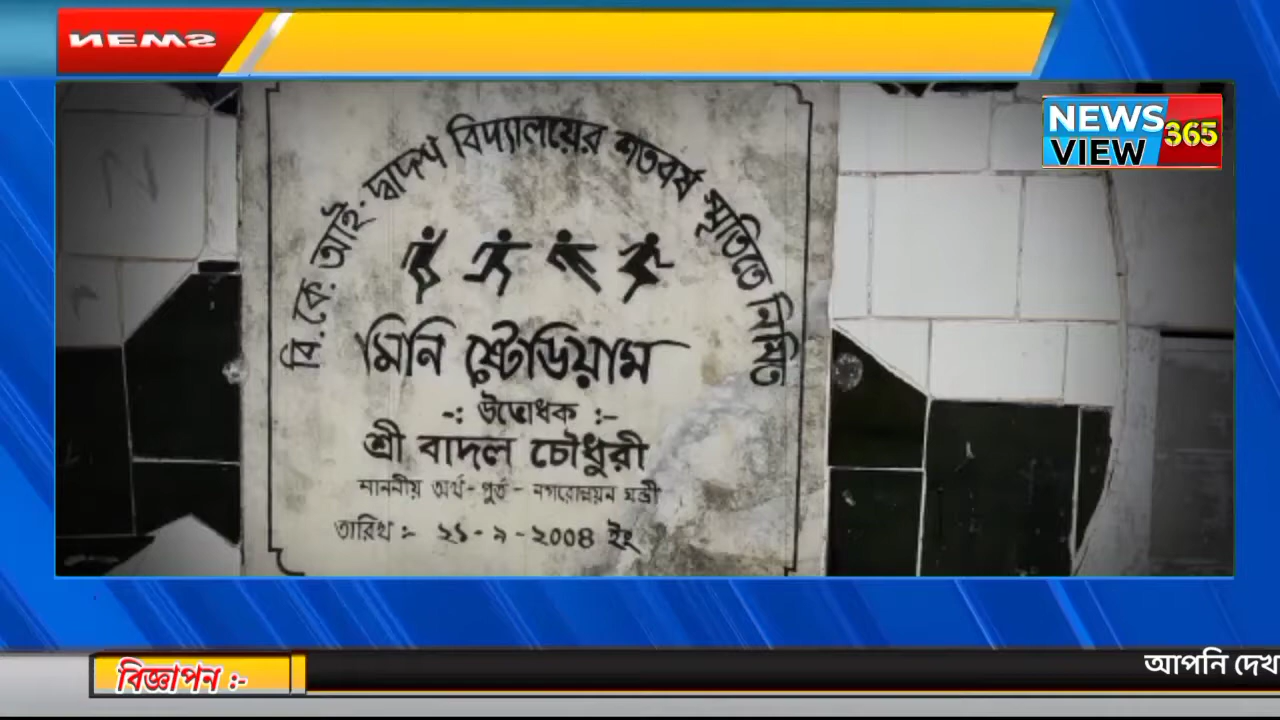 NEWS
NEWS
VIEW
365
বি.কে.আই. দ্বাদশ বিদ্যালয়ের শতবর্ষ স্মৃতিতে নির্মিত
মিনি ষ্টেডিয়াম
-: উদ্বোধক :-
শ্রী বাদল চৌধুরী
মাননীয় অর্থ - পূর্ত - নগরোন্নয়ন মন্ত্রী
তারিখ :- ২১ - ৯ - ২০০৪ ইং
বিজ্ঞাপন :-
আপনি দেখ